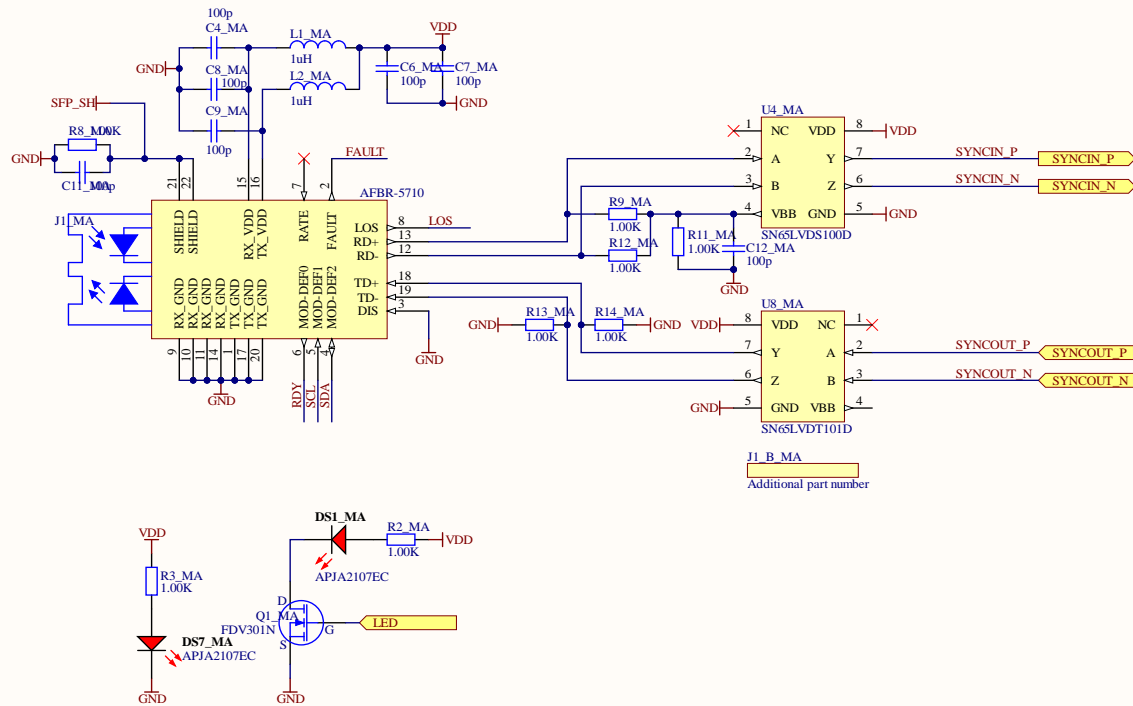 100p
C4_MA
L1_MA
VDD
1uH
GND
C8_MA
100p
L2_MA
C6_MA
C7_MA
100p
100p
1uH
SFP_SH
C9_MA
GND
100p
R8_MA
1.00K
GND
C11_MA
100p
FAULT
21
22
15
16
7
2
AFBR-5710
J1_MA
SHIELD
SHIELD
RX_VDD
TX_VDD
RATE
FAULT
LOS
8
LOS
RD+
13
RD-
12
TD+
18
TD-
19
DIS
3
RX_GND
RX_GND
RX_GND
RX_GND
TX_GND
TX_GND
TX_GND
MOD-DEF0
MOD-DEF1
MOD-DEF2
9
10
11
14
1
17
20
6
5
4
GND
RDY
SCL
SDA
GND
U4_MA
1
NC
VDD
8
VDD
2
A
Y
7
SYNCIN_P
SYNCIN_P
3
B
Z
6
SYNCIN_N
SYNCIN_N
4
VBB
GND
5
GND
SN65LVDS100D
R9_MA
1.00K
R12_MA
1.00K
R11_MA
1.00K
C12_MA
100p
GND
R13_MA
R14_MA
GND
GND
1.00K
1.00K
U8_MA
VDD
8
VDD
NC
1
7
Y
A
2
SYNCOUT_P
SYNCOUT_P
6
Z
B
3
SYNCOUT_N
SYNCOUT_N
GND
5
GND
VBB
4
SN65LVDT101D
J1_B_MA
Additional part number
DS1_MA
R2_MA
VDD
1.00K
APJA2107EC
VDD
R3_MA
1.00K
DS7_MA
APJA2107EC
GND
D
Q1_MA
FDV301N
G
S
LED
GND